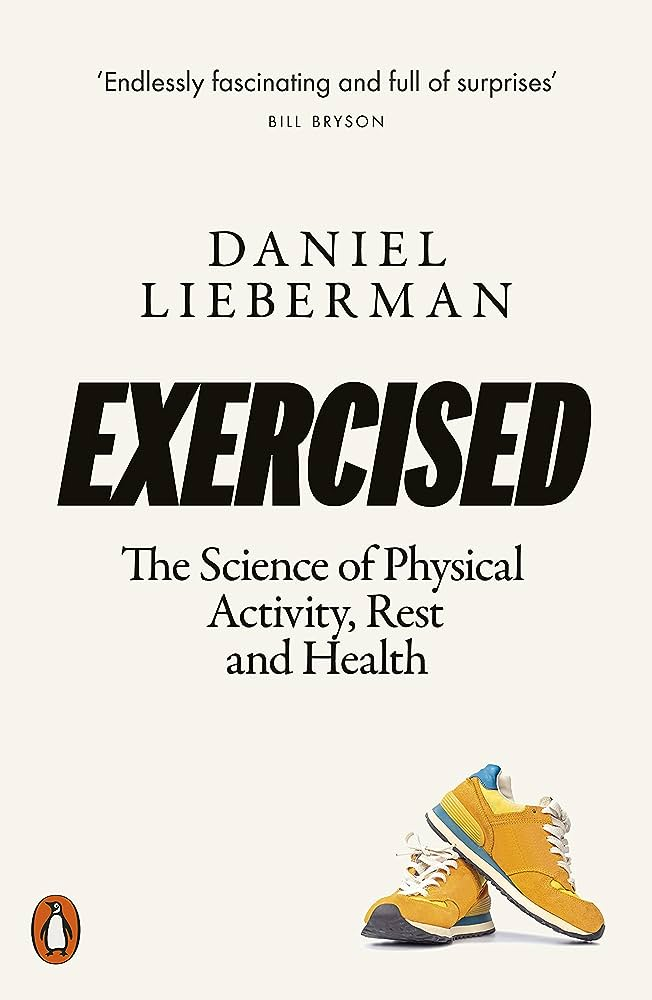 ‘Endlessly fascinating and full of surprises’
BILL BRYSON
DANIEL
LIEBERMAN
EXERCISED
The Science of Physical
Activity, Rest
and Health